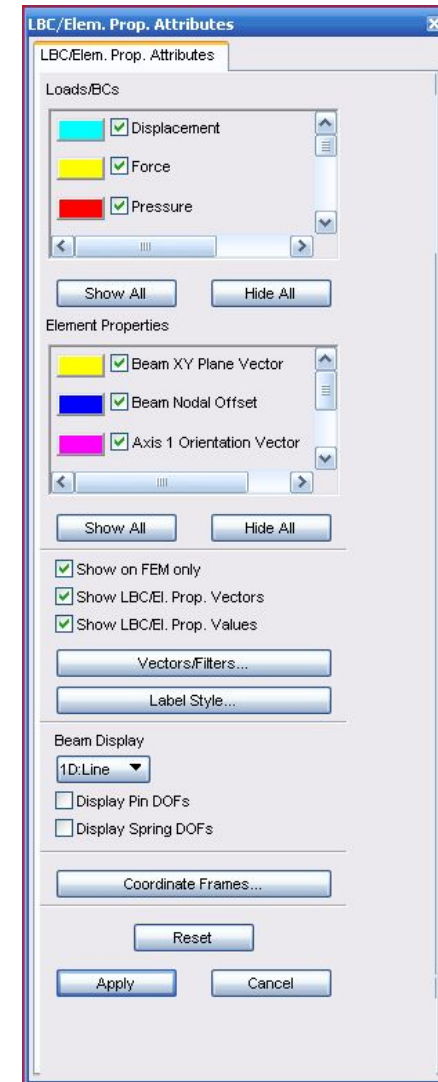 LBC/Elem. Prop. Attributes
LBC/Elem. Prop. Attributes
Loads/BCs
Displacement
Force
Pressure
Show All Hide All
Element Properties
Beam XY Plane Vector
Beam Nodal Offset
Axis 1 Orientation Vector
Show All Hide All
Show on FEM only
Show LBC/El. Prop. Vectors
Show LBC/El. Prop. Values
Vectors/Filters...
Label Style...
Beam Display
1D:Line
Display Pin DOFs
Display Spring DOFs
Coordinate Frames...
Reset
Apply Cancel